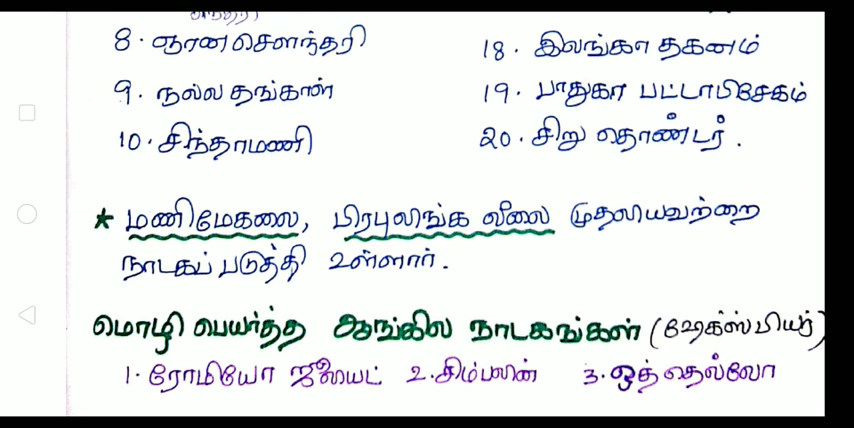 8. ஞான சௌந்தரி 18. இலங்கா தகனம்
9. நல்ல தங்காள் 19. பாதுகா பட்டாபிசேகம்
10. சிந்தாமணி 20. சிறு தொண்டர்.
* மணிமேகலை, பிரபுலிங்க லீலை முதலியவற்றை
நாடகப் படுத்தி உள்ளார்.
மொழி பெயர்த்த ஆங்கில நாடகங்கள் (ஷேக்ஸ்பியர்)
1. ரோமியோ ஜூலியட் 2. சிம்பலின் 3. ஒத்தெல்லோ